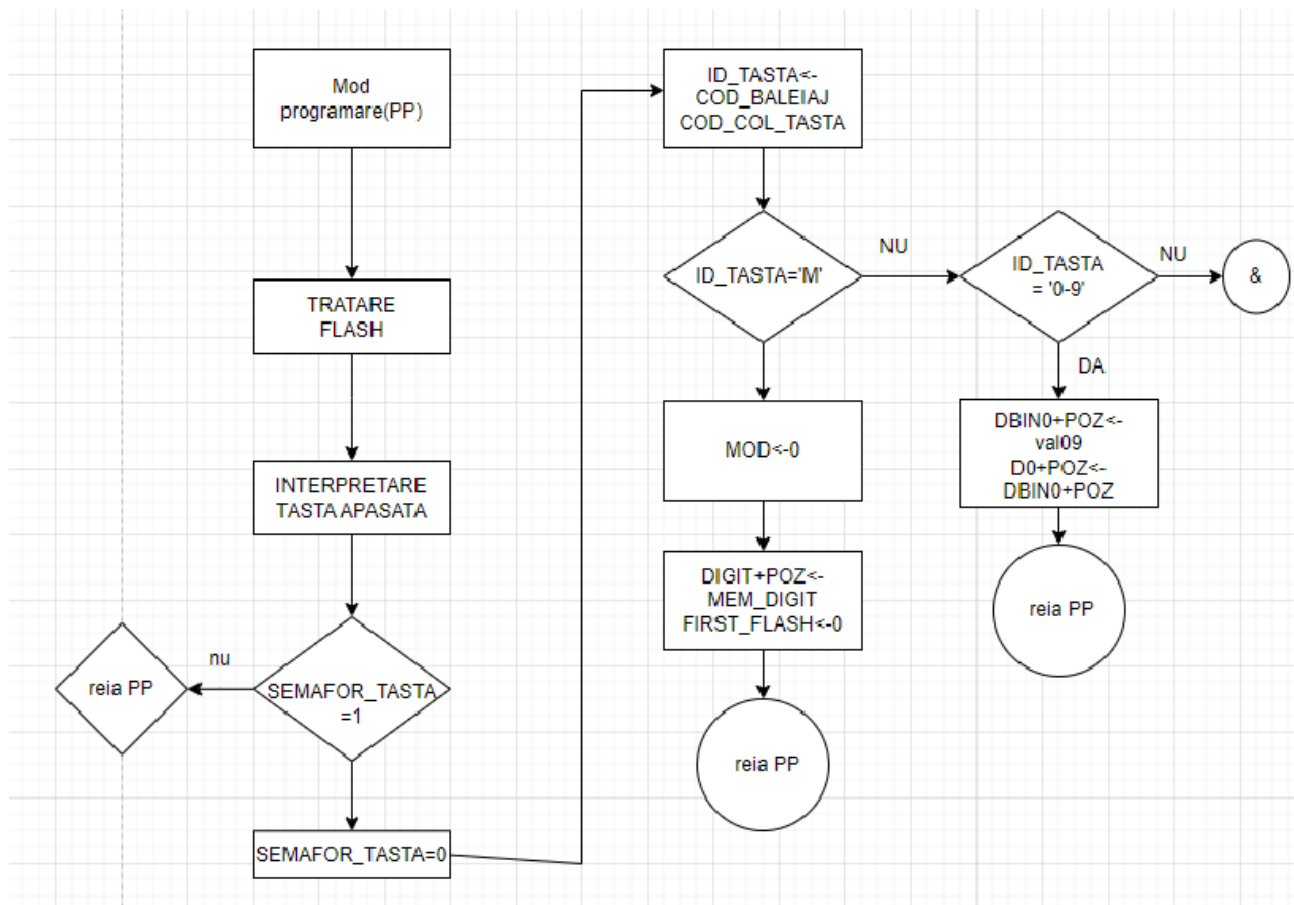 Mod
programare(PP)
TRATARE
FLASH
INTERPRETARE
TASTA APASATA
SEMAFOR_TASTA
=1
nu
reia PP
SEMAFOR_TASTA=0
ID_TASTA<-
COD_BALEIAJ
COD_COL_TASTA
ID_TASTA='M'
NU
MOD<-0
DIGIT+POZ<-
MEM_DIGIT
FIRST_FLASH<-0
reia PP
ID_TASTA
= '0-9'
NU
&
DA
DBIN0+POZ<-
val09
D0+POZ<-
DBIN0+POZ
reia PP